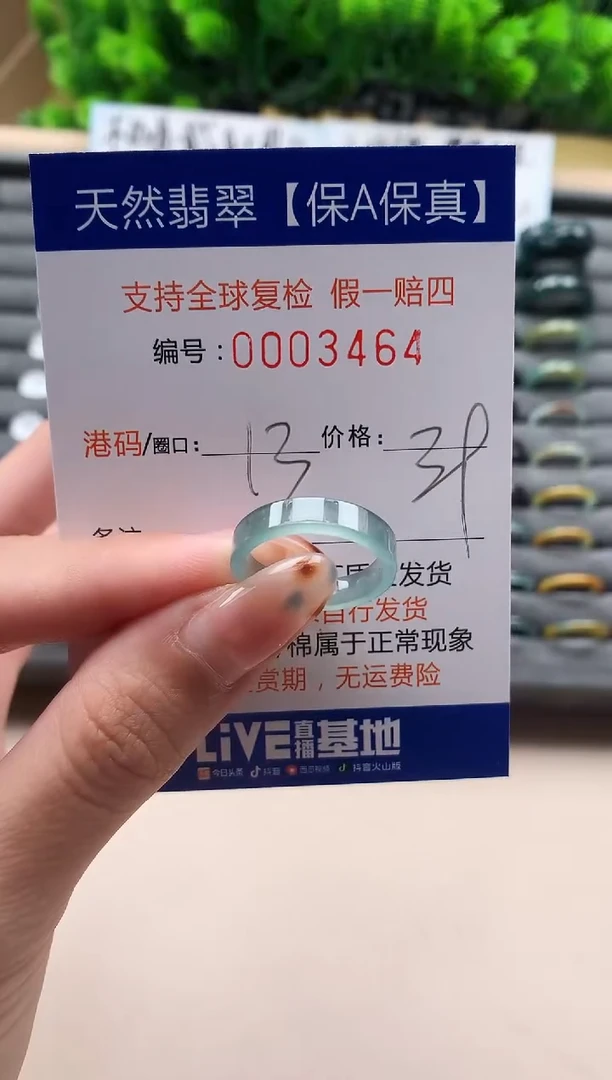 天然翡翠【保A保真】
支持全球复检 假一赔四
编号:0003464
港码/圈口: 13 价格:
发货
自行发货
棉属于正常现象
赏期,无运费险
LiVE直播基地
今日头条 抖音 西瓜视频 抖音火山版